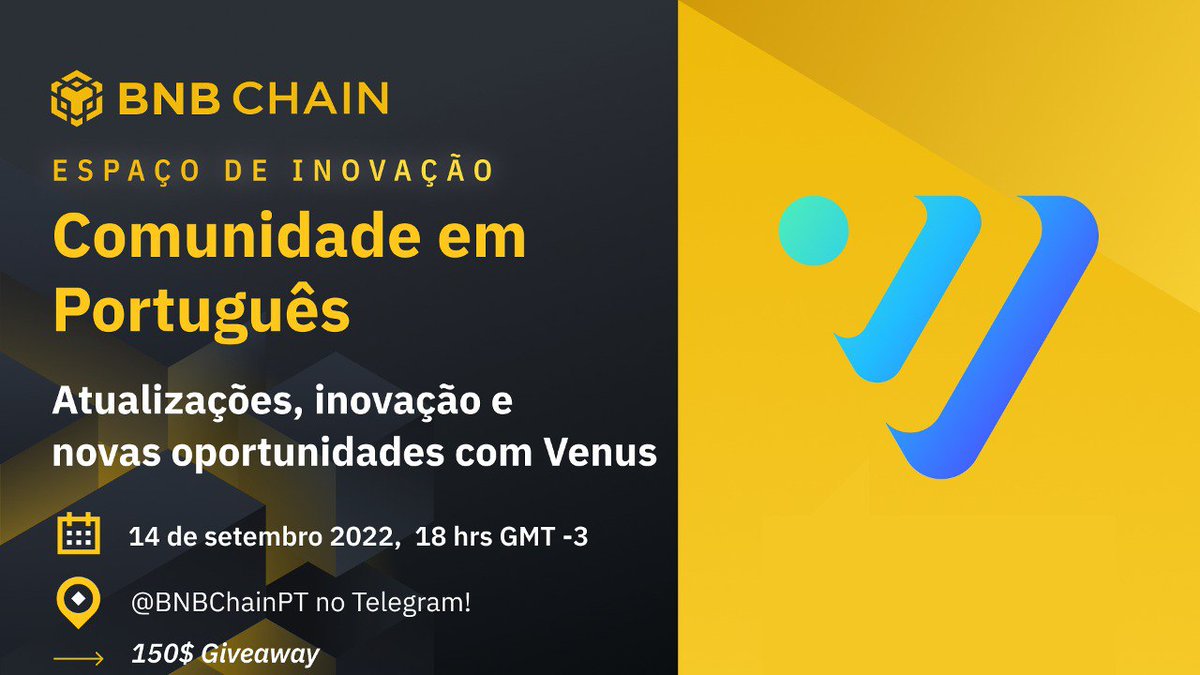 BNB CHAIN
ESPAÇO DE INOVAÇÃO
Comunidade em
Português
Atualizações, inovação e
novas oportunidades com Venus
14 de setembro 2022, 18 hrs GMT -3
@BNBChainPT no Telegram!
150$ Giveaway